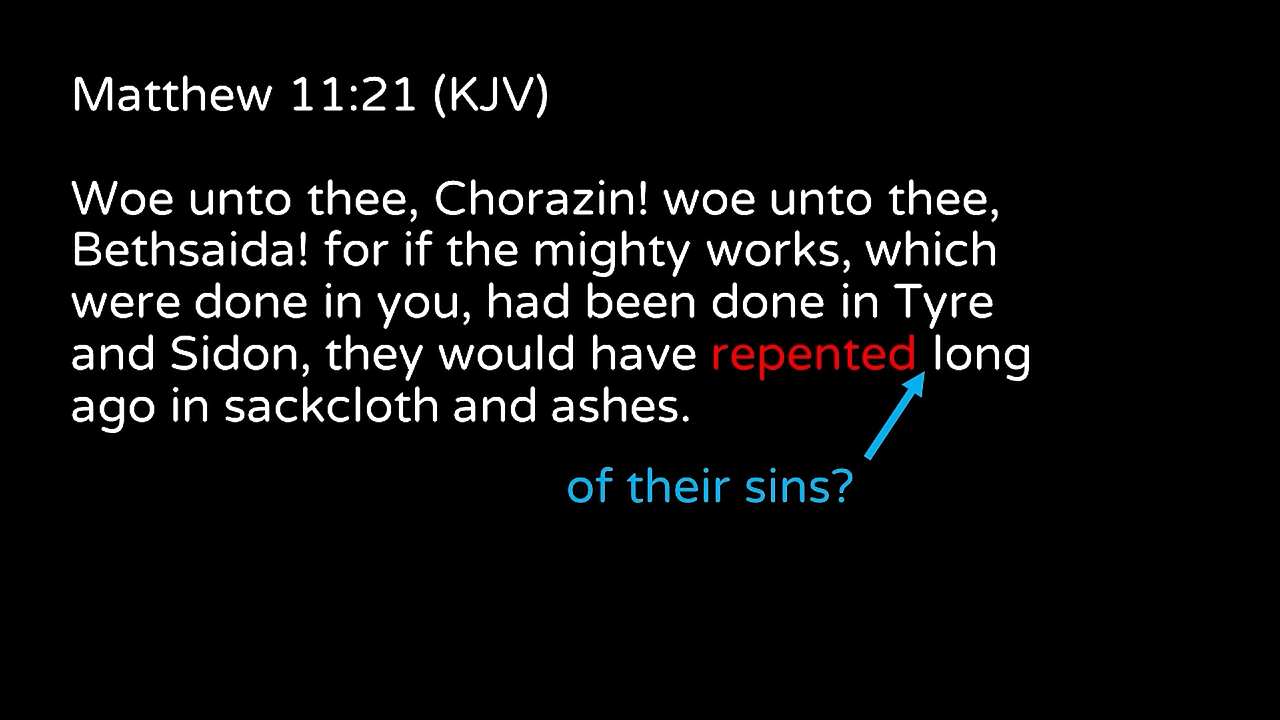 Matthew 11:21 (KJV)
Woe unto thee, Chorazin! woe unto thee,
Bethsaida! for if the mighty works, which
were done in you, had been done in Tyre
and Sidon, they would have repented long
ago in sackcloth and ashes.
of their sins?